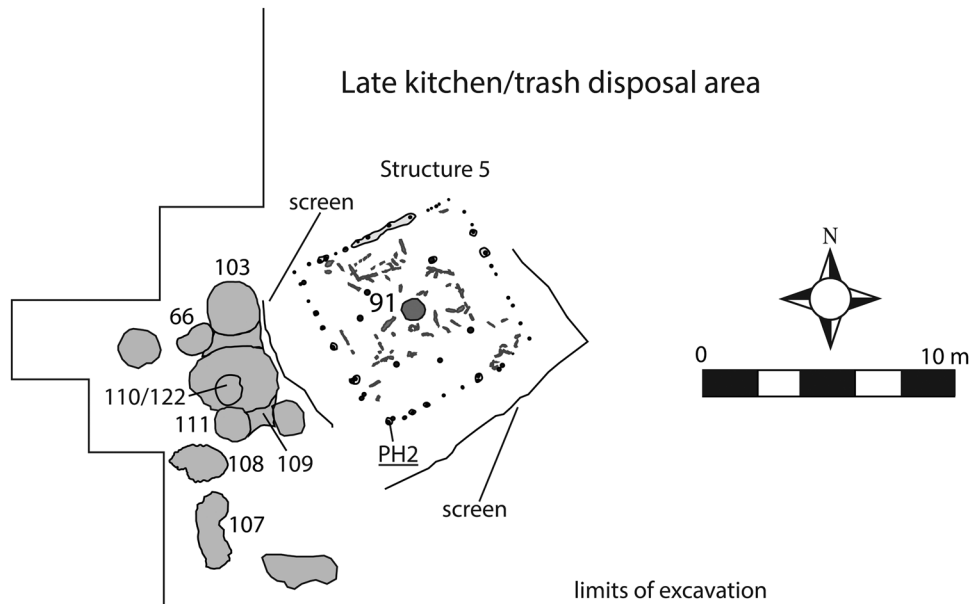 Late kitchen/trash disposal area
Structure 5
screen
N
103
91
66
0 10 m
110/122
111
PH2
108 109
screen
107
limits of excavation